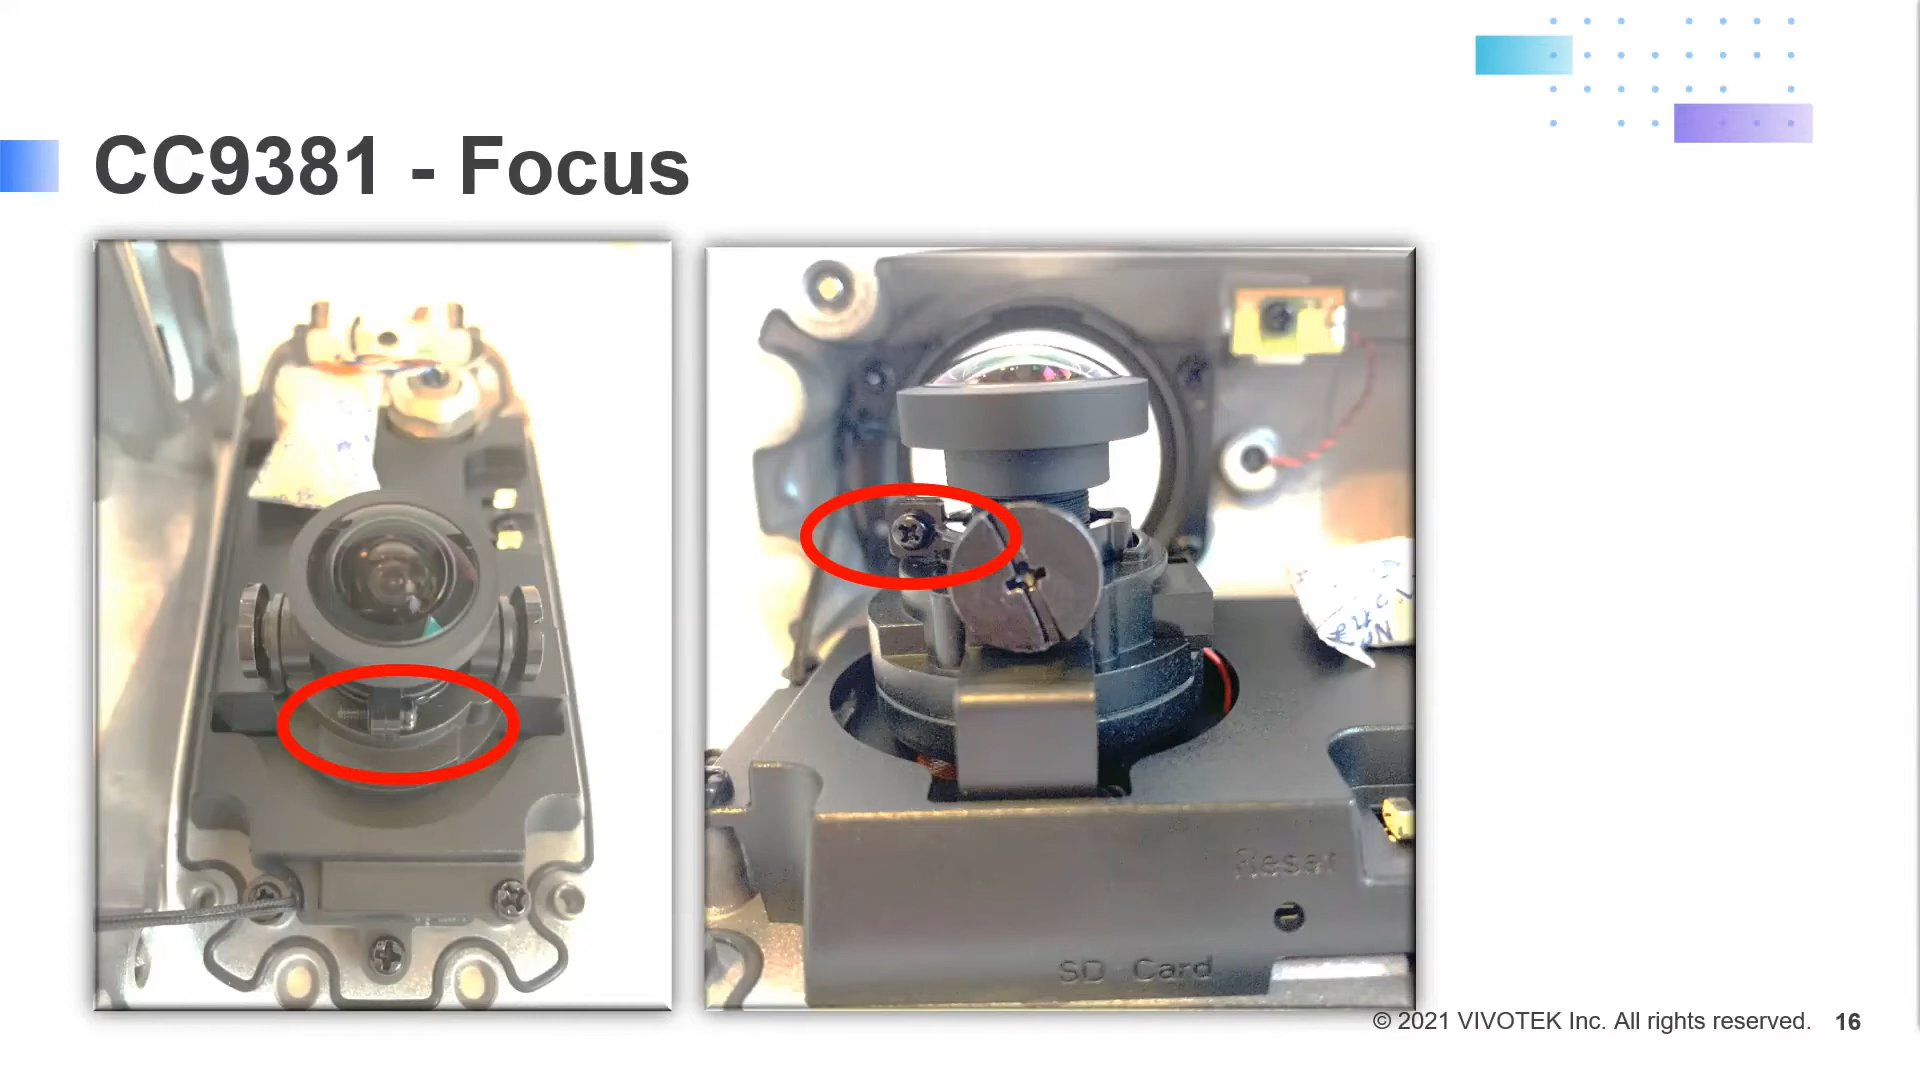 CC9381 - Focus
Reset
SD Card
© 2021 VIVOTEK Inc. All rights reserved. 16